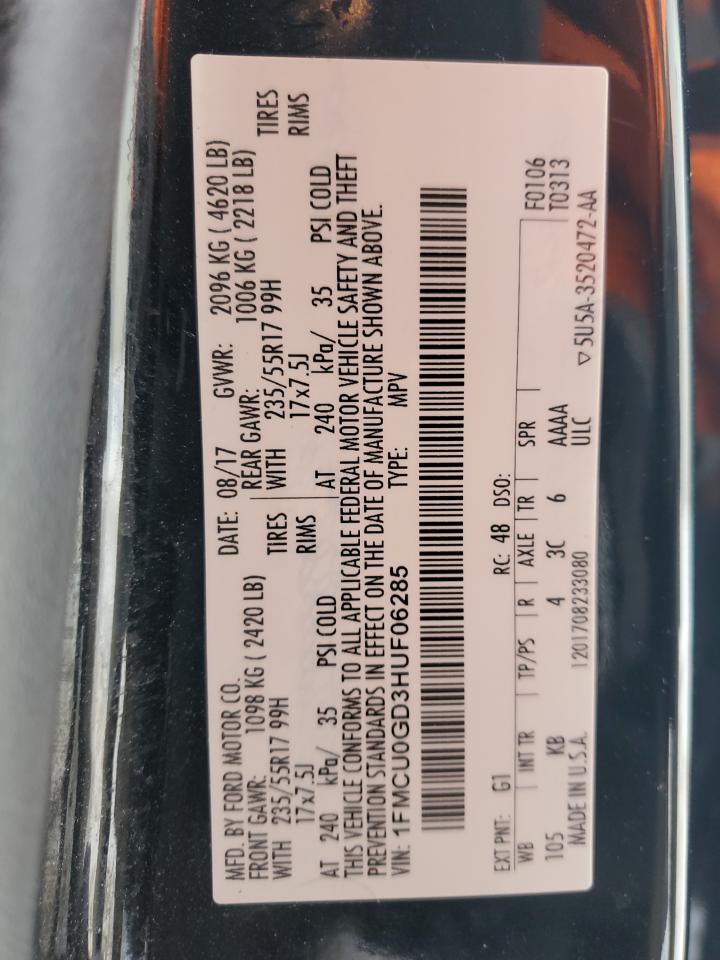 MFD. BY FORD MOTOR CO.
DATE: 08/17 GVWR: 2096 KG ( 4620 LB)
FRONT GAWR: 1098 KG ( 2420 LB)
REAR GAWR: 1006 KG ( 2218 LB)
WITH 235/55R17 99H TIRES
WITH 235/55R17 99H TIRES
17x7.5J RIMS
17x7.5J RIMS
AT 240 kPa/ 35 PSI COLD
AT 240 kPa/ 35 PSI COLD
THIS VEHICLE CONFORMS TO ALL APPLICABLE FEDERAL MOTOR VEHICLE SAFETY AND THEFT
PREVENTION STANDARDS IN EFFECT ON THE DATE OF MANUFACTURE SHOWN ABOVE.
VIN: 1FMCU0GD3HUF06285 TYPE: MPV
EXT PNT: G1 RC: 48 DSO: F0106
WB | INT TR | TP/PS | R | AXLE | TR | SPR T0313
105 KB 4 3C 6 AAAA
MADE IN U.S.A. 1201708233080 ULC ▽5U5A-3520472-AA